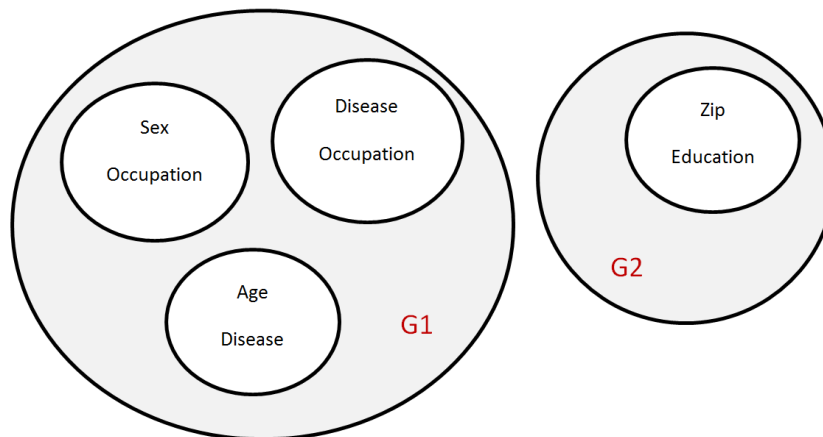 Sex
Occupation
Disease
Occupation
Age
Disease
G1
Zip
Education
G2